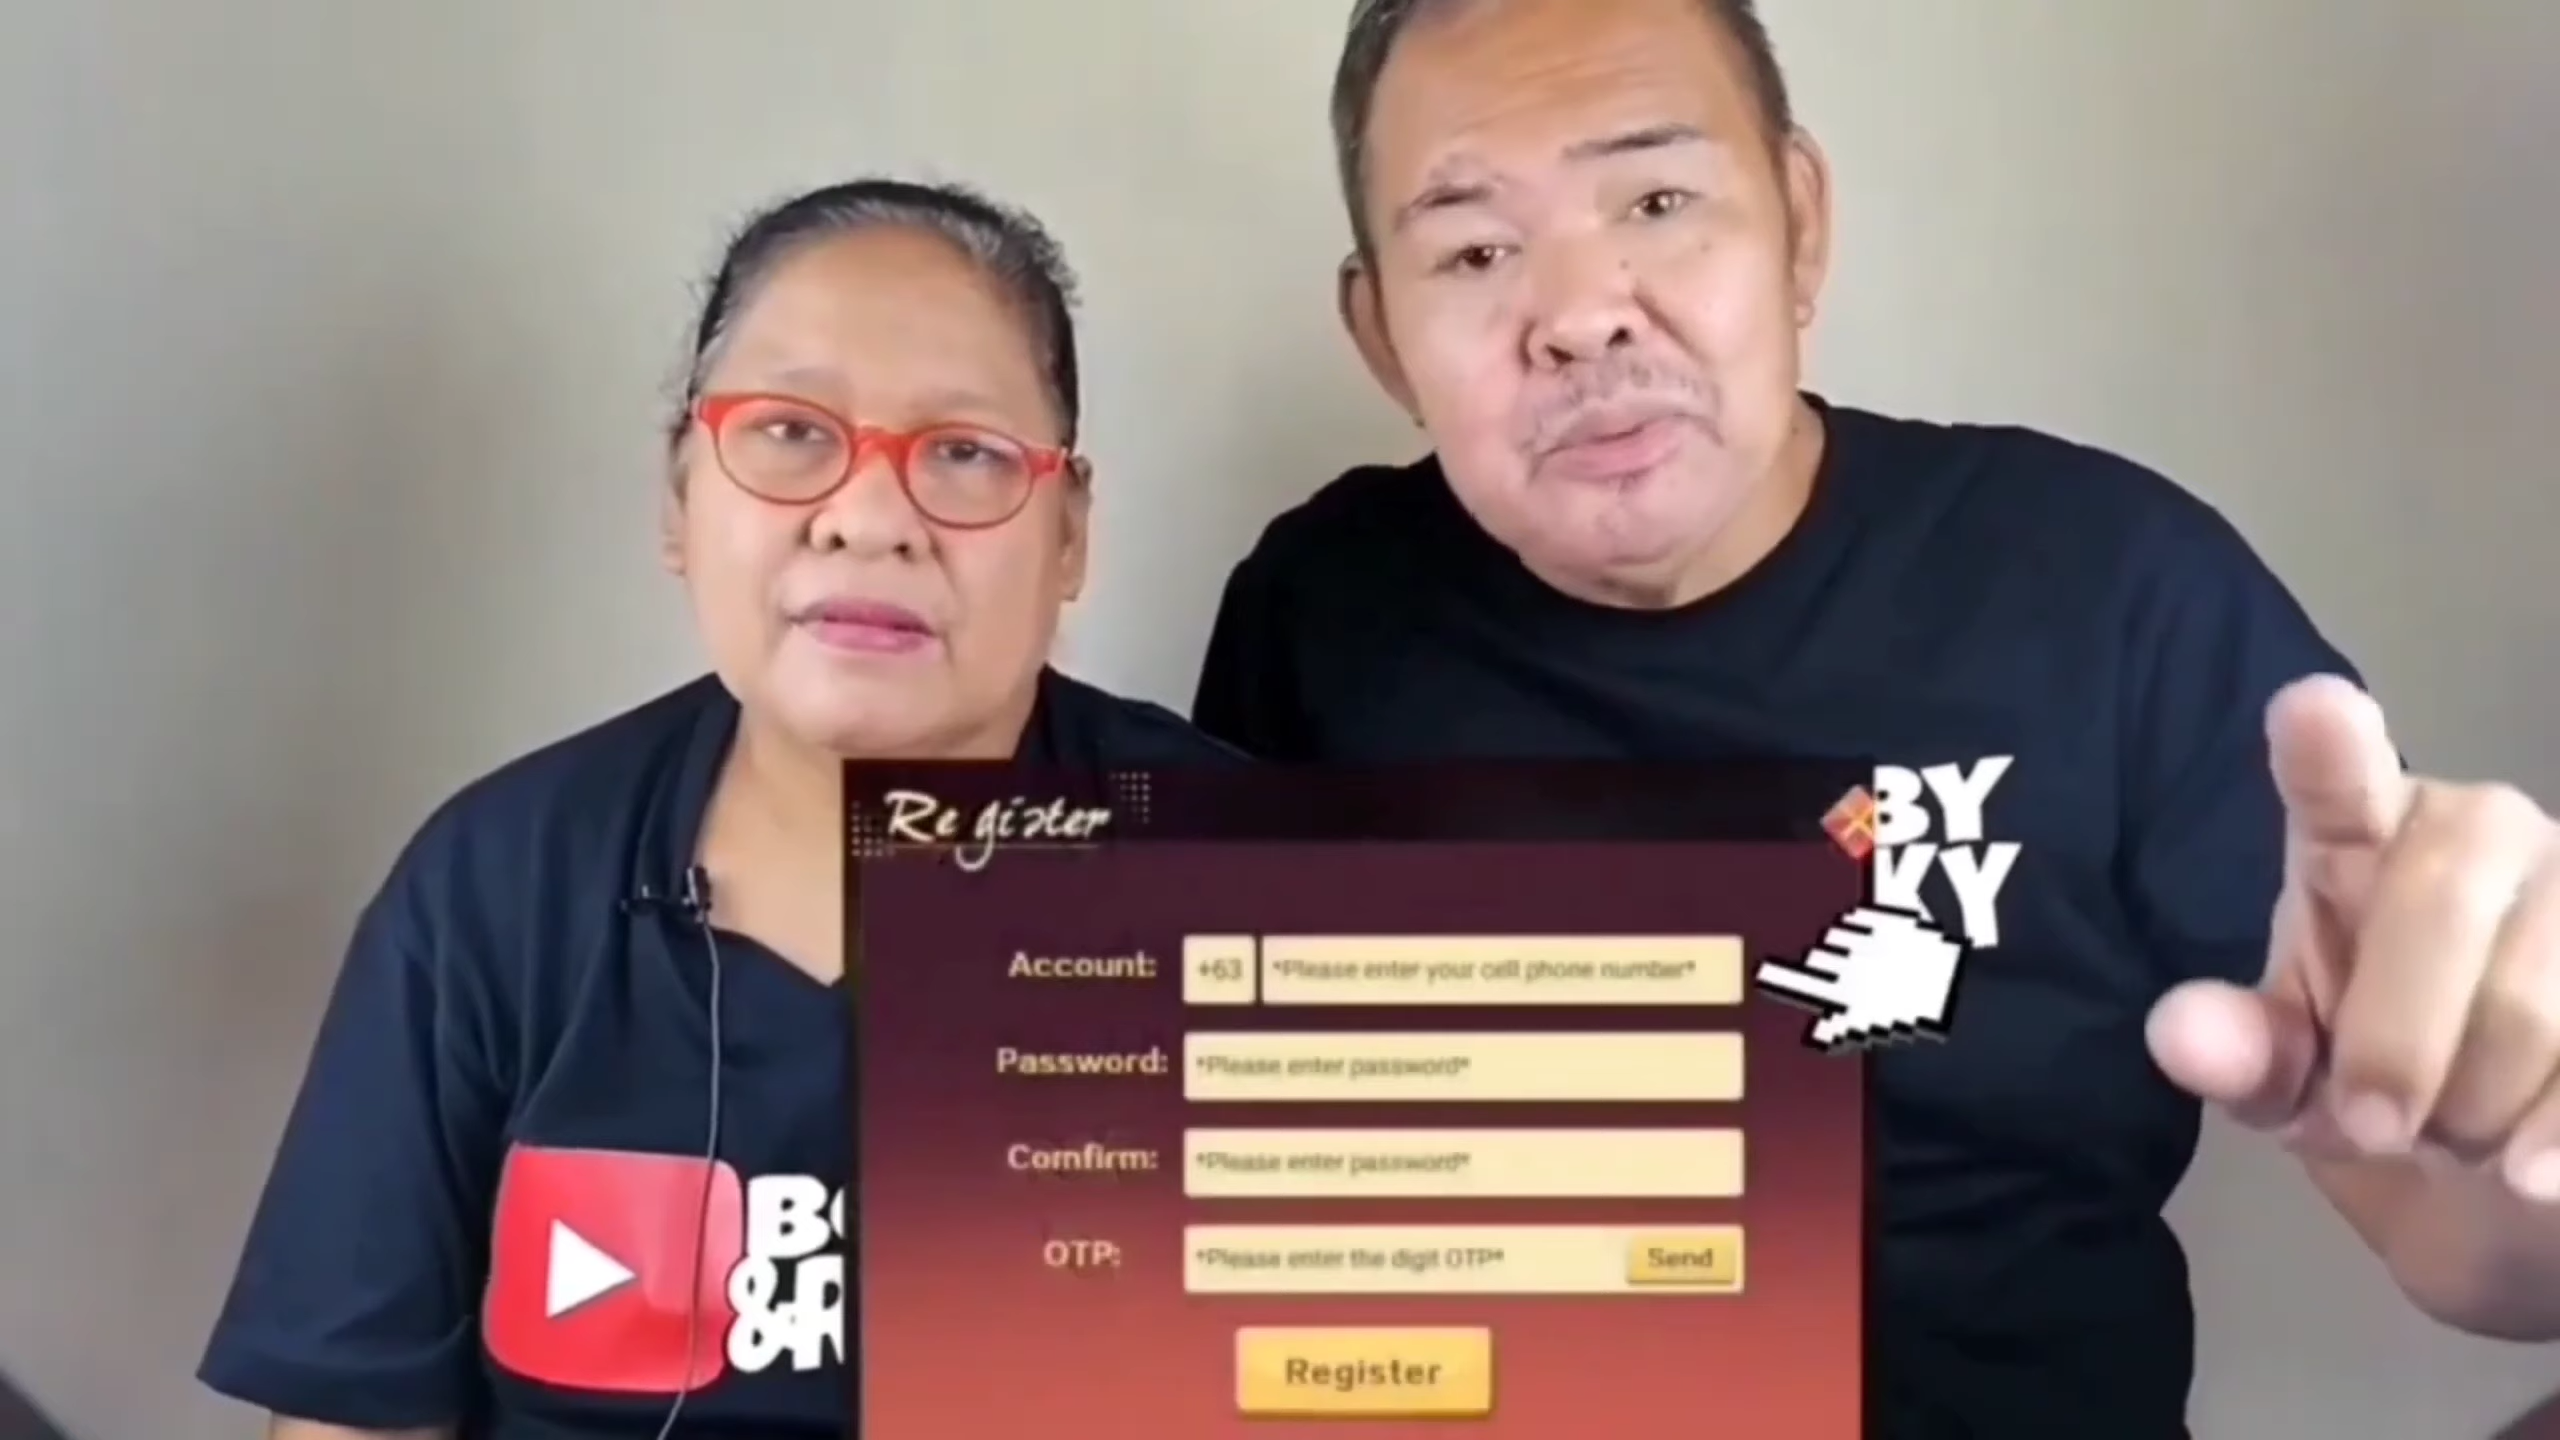 Register
BY
KY
Account: +63 *Please enter your cell phone number*
Password: *Please enter password*
Comfirm: *Please enter password*
OTP: *Please enter the digit OTP* Send
Register